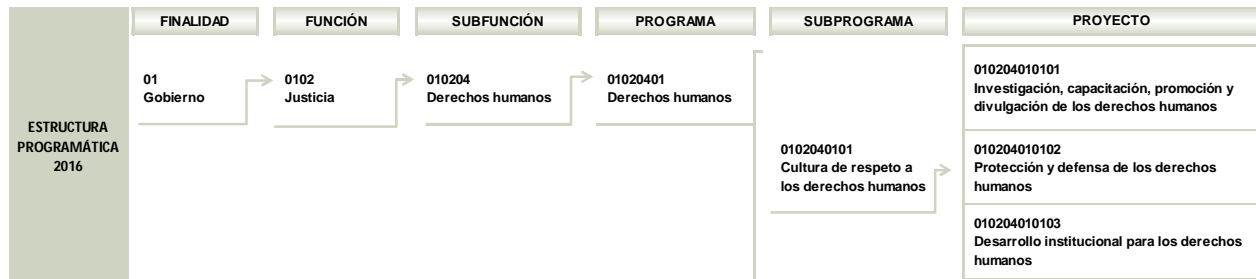 FINALIDAD
FUNCIÓN
SUBFUNCIÓN
PROGRAMA
SUBPROGRAMA
PROYECTO
ESTRUCTURA
PROGRAMÁTICA
2016
01
Gobierno
0102
Justicia
010204
Derechos humanos
01020401
Derechos humanos
0102040101
Cultura de respeto a
los derechos humanos
010204010101
Investigación, capacitación, promoción y
divulgación de los derechos humanos
010204010102
Protección y defensa de los derechos
humanos
010204010103
Desarrollo institucional para los derechos
humanos